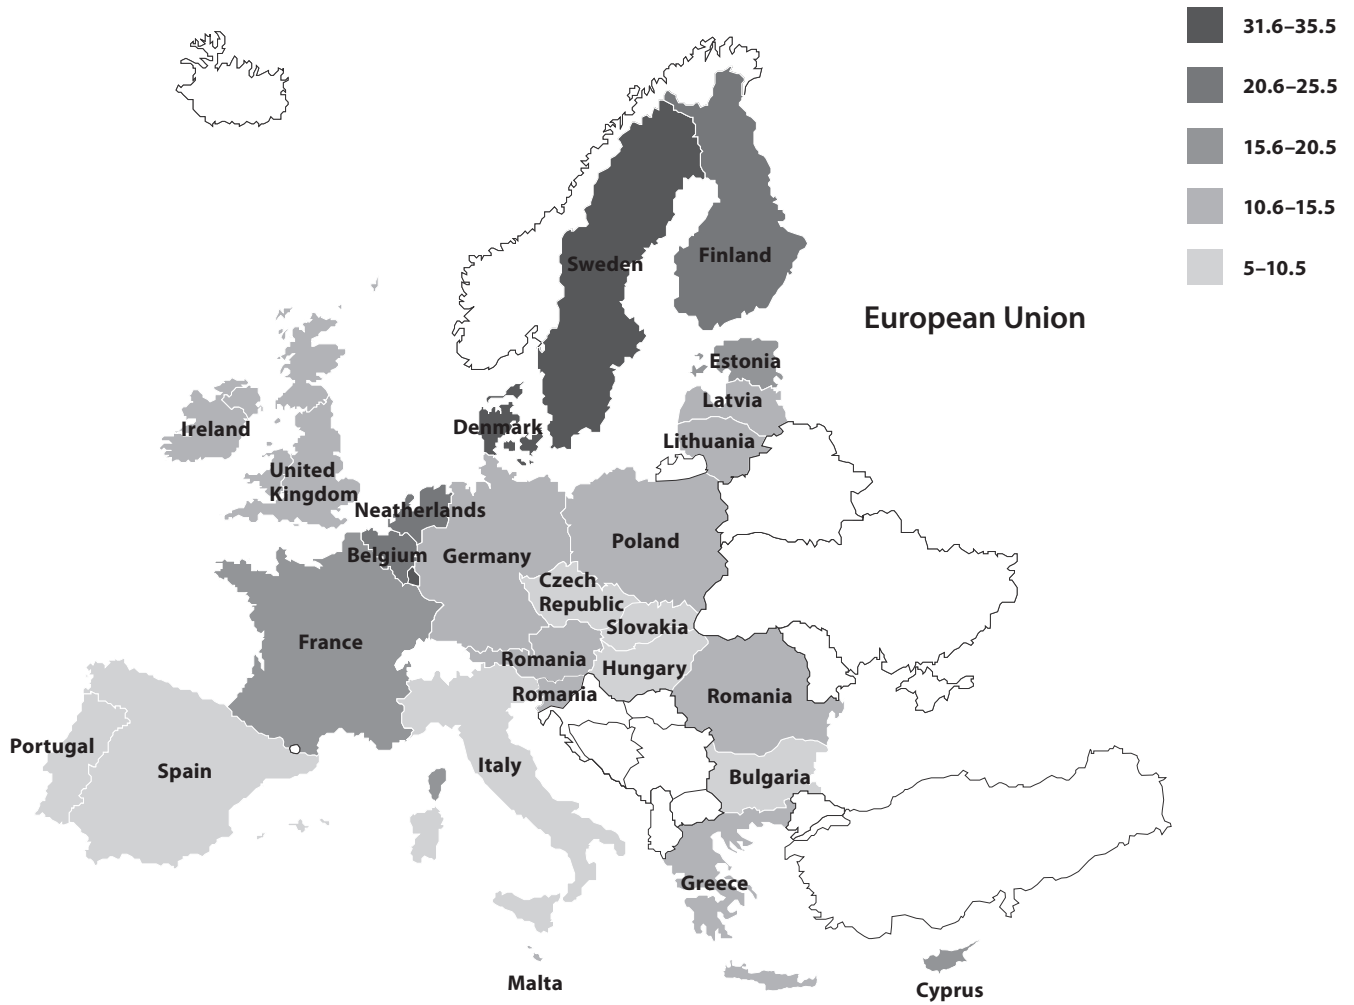 31.6–35.5
20.6–25.5
15.6–20.5
10.6–15.5
5–10.5
European Union
Sweden
Finland
Estonia
Latvia
Lithuania
Denmark
Ireland
United
Kingdom
Neatherlands
Belgium
Germany
Poland
Czech
Republic
Slovakia
France
Romania
Hungary
Romania
Romania
Portugal
Spain
Italy
Bulgaria
Greece
Malta
Cyprus